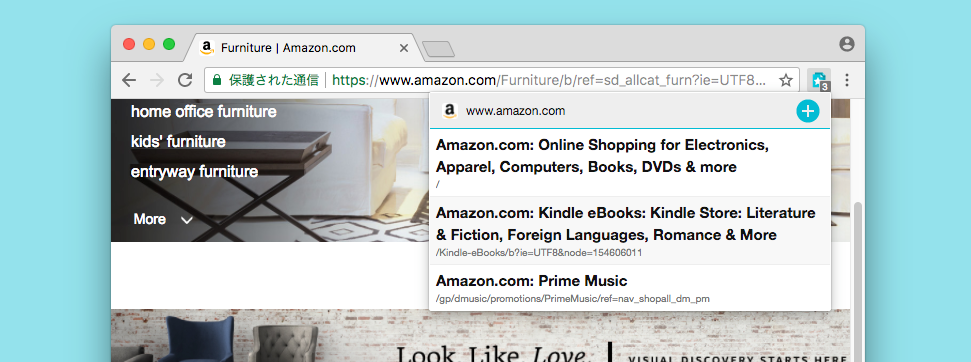 Furniture | Amazon.com
保護された通信 | https://www.amazon.com/Furniture/b/ref=sd_allcat_furn?ie=UTF8...
3
home office furniture
kids' furniture
entryway furniture
More
www.amazon.com
Amazon.com: Online Shopping for Electronics,
Apparel, Computers, Books, DVDs & more
/
Amazon.com: Kindle eBooks: Kindle Store: Literature
& Fiction, Foreign Languages, Romance & More
/Kindle-eBooks/b?ie=UTF8&node=154606011
Amazon.com: Prime Music
/gp/dmusic/promotions/PrimeMusic/ref=nav_shopall_dm_pm
Look Like Love.
VISUAL DISCOVERY STARTS HERE